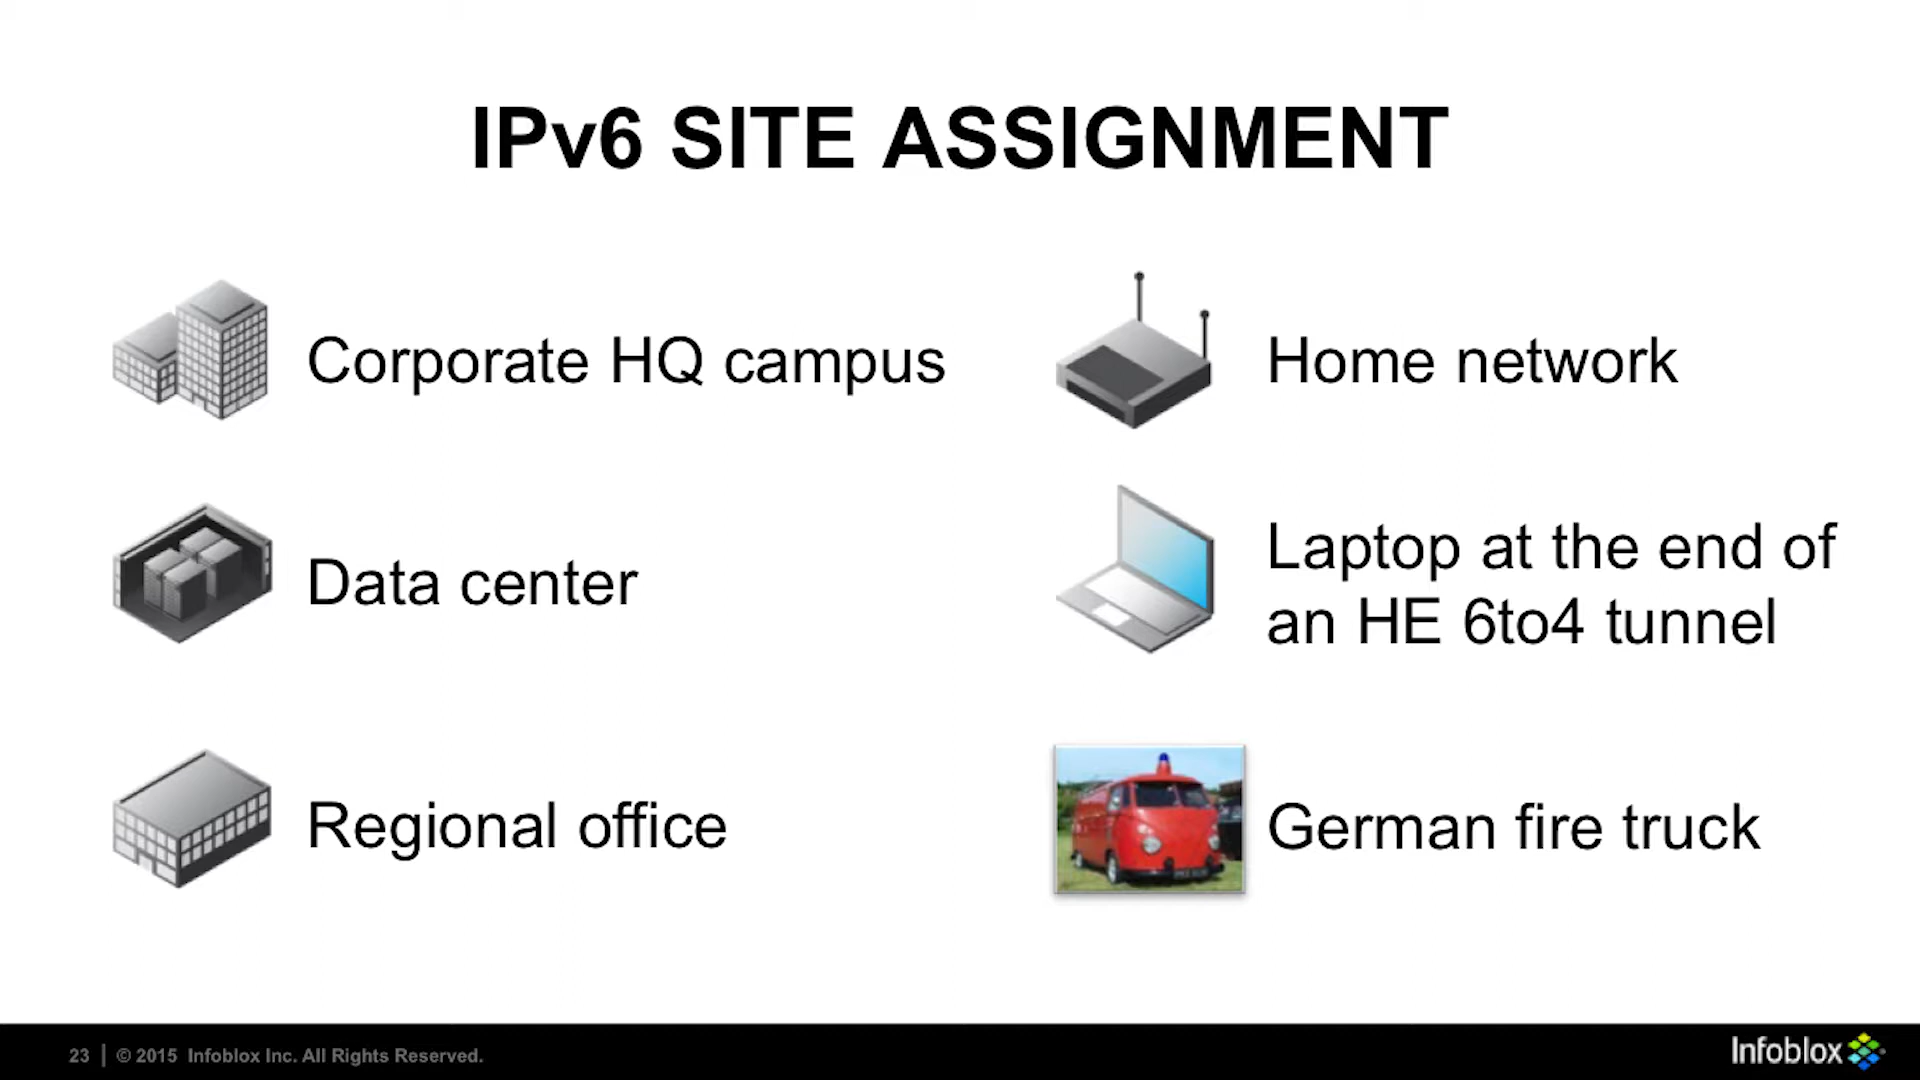 IPv6 SITE ASSIGNMENT
Corporate HQ campus
Home network
Data center
Laptop at the end of
an HE 6to4 tunnel
Regional office
German fire truck
23 | © 2015 Infoblox Inc. All Rights Reserved.
Infoblox